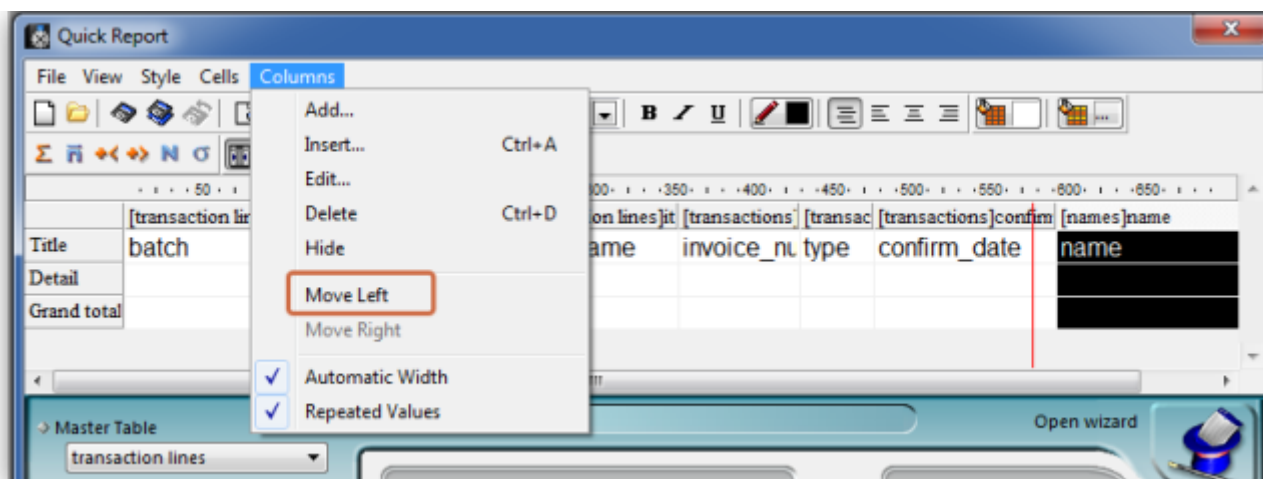 Quick Report
File View Style Cells Columns
Add...
Insert... Ctrl+A
Edit...
Delete Ctrl+D
Hide
Move Left
Move Right
Automatic Width
Repeated Values
B I U
Σ N σ
50 350 400 450 500 550 600 650
[transaction lin on lines]it [transactions] [transac [transactions]confim [names]name
Title batch ame invoice_nu type confirm_date name
Detail
Grand total
Master Table
transaction lines
Open wizard